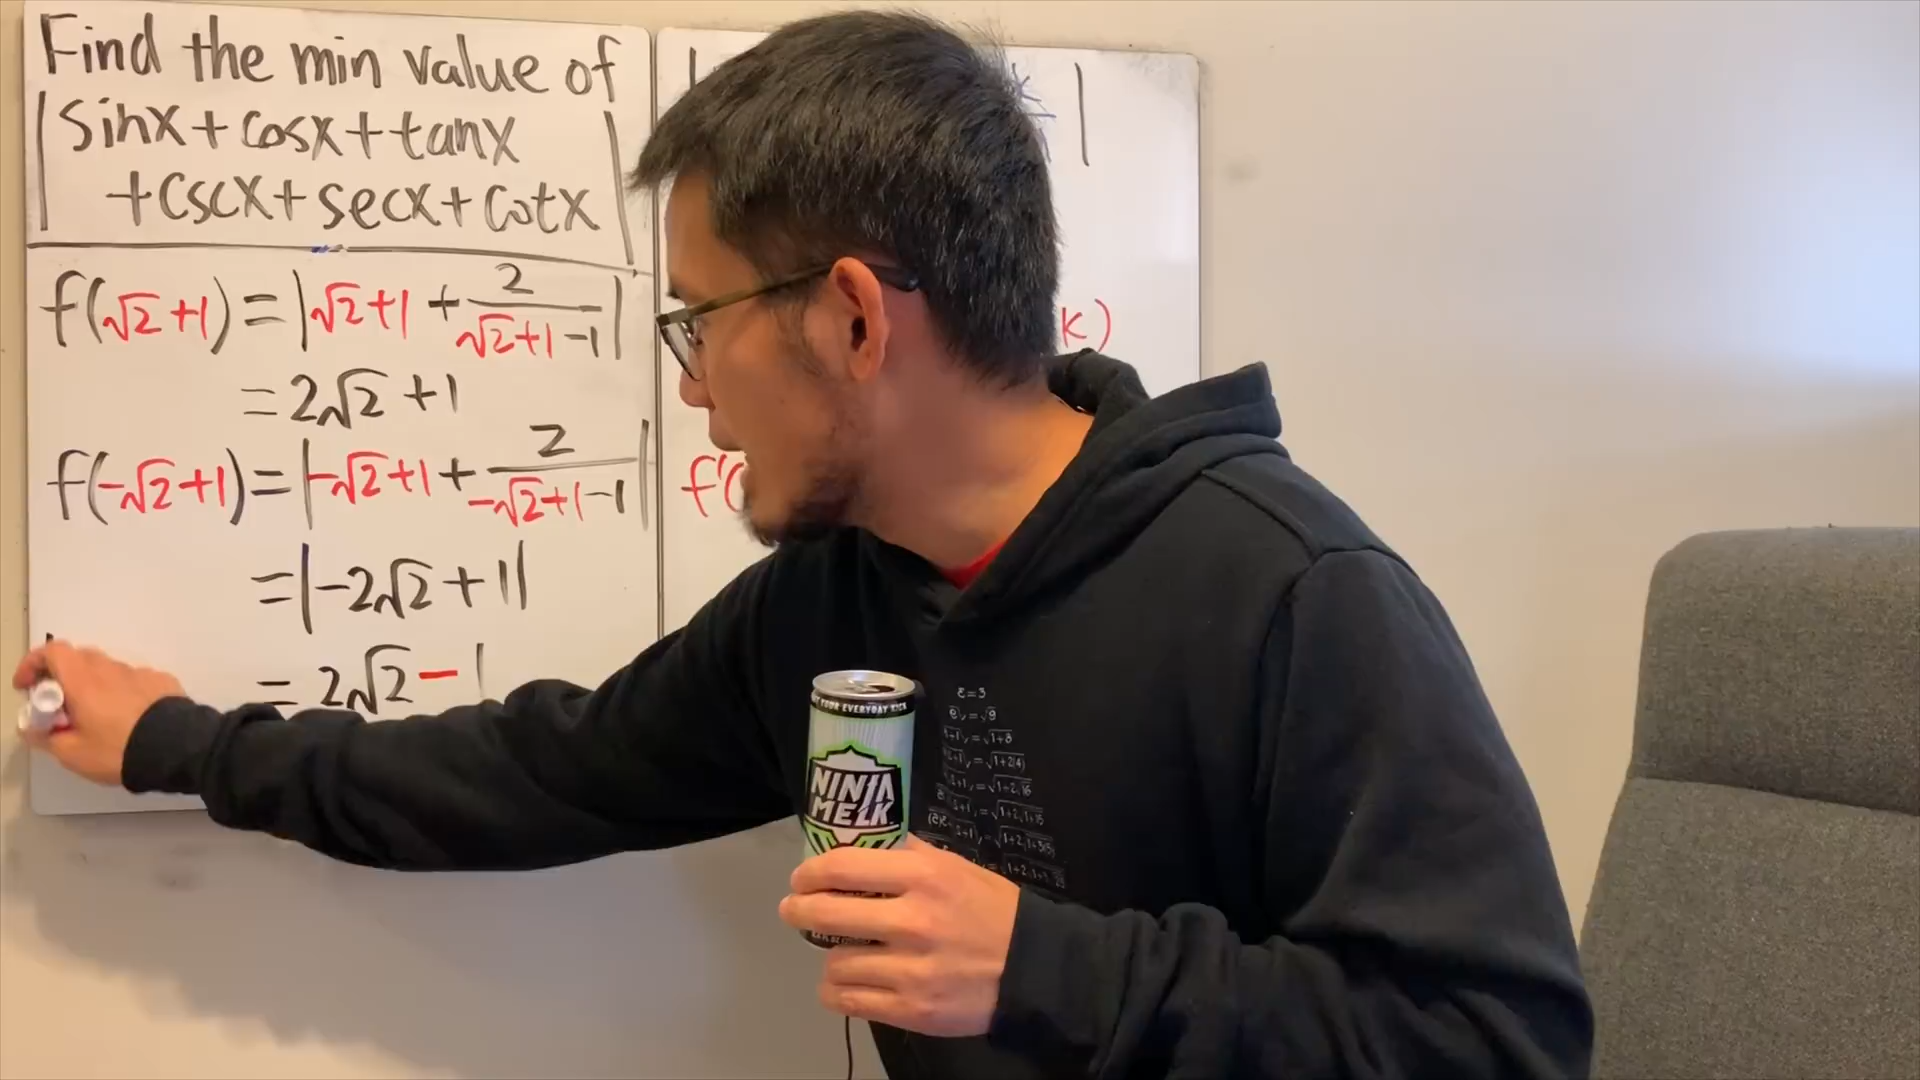 Find the min value of
| sinx + cosx + tanx
+ cscx + secx + cotx |
f(√2+1) = |√2+1 + 2/(√2+1-1)|
= 2√2 + 1
f(-√2+1) = |-√2+1 + 2/(-√2+1-1)|
= |-2√2 + 1|
= 2√2 - 1
k)
f'(
NINJA
MELK